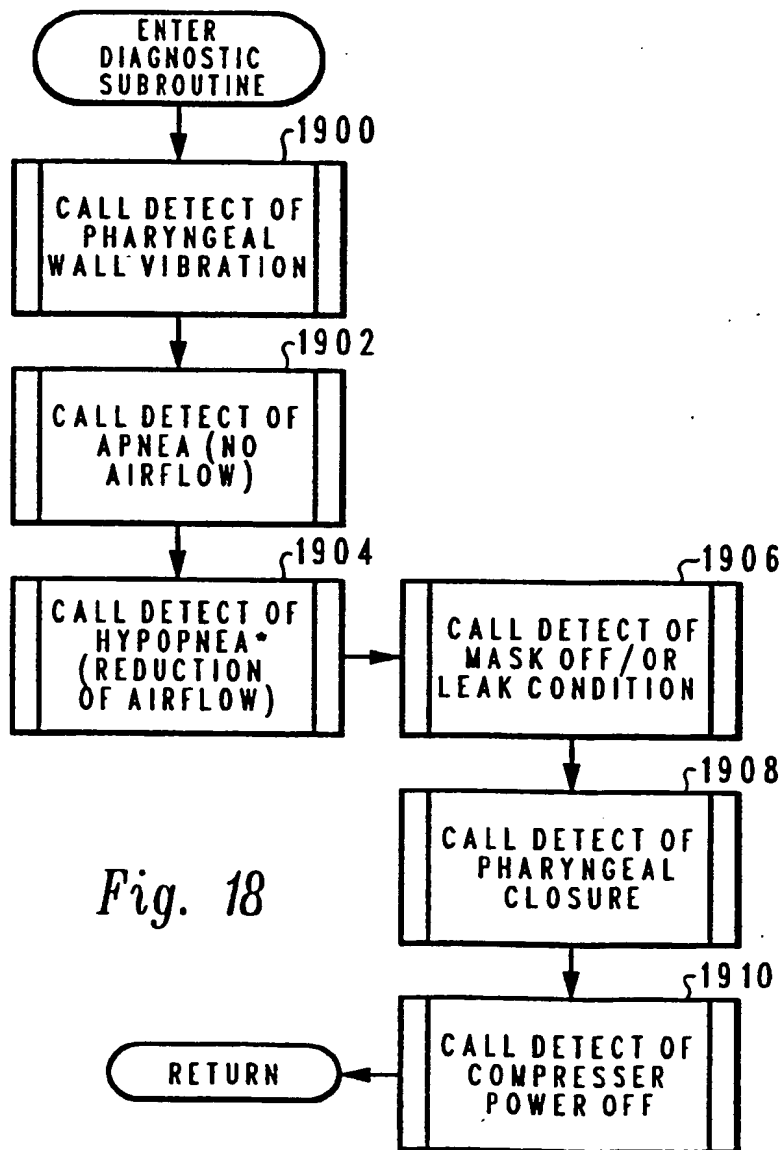 ENTER
DIAGNOSTIC
SUBROUTINE
1900
CALL DETECT OF
PHARYNGEAL
WALL VIBRATION
1902
CALL DETECT OF
APNEA (NO
AIRFLOW)
1904
CALL DETECT OF
HYPOPNEA*
(REDUCTION
OF AIRFLOW)
1906
CALL DETECT OF
MASK OFF/OR
LEAK CONDITION
1908
CALL DETECT OF
PHARYNGEAL
CLOSURE
1910
CALL DETECT OF
COMPRESSER
POWER OFF
RETURN
Fig. 18